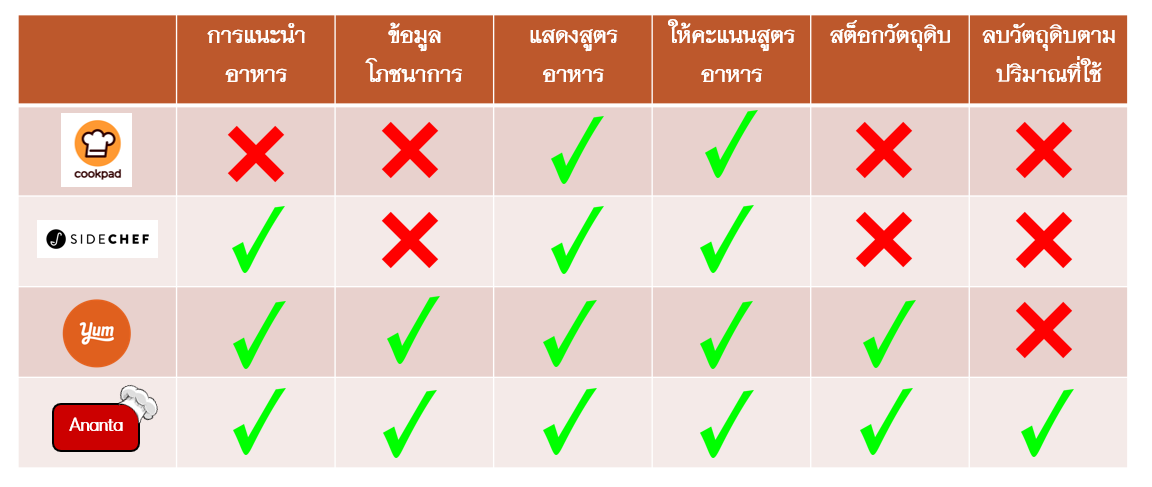 การแนะนำ
อาหาร
ข้อมูล
โภชนาการ
แสดงสูตร
อาหาร
ให้คะแนนสูตร
อาหาร
สต็อกวัตถุดิบ
ลบวัตถุดิบตาม
ปริมาณที่ใช้
cookpad
SIDECHEF
Yum
Ananta